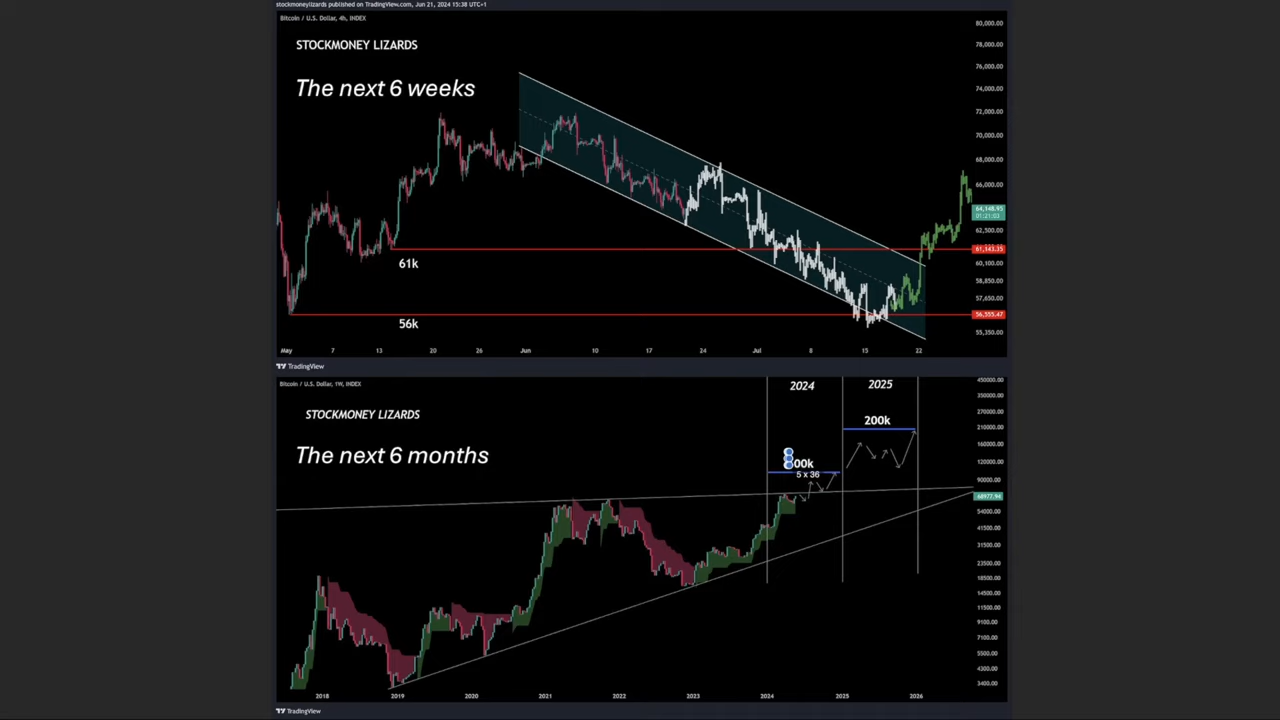 stockmoneylizards published on TradingView.com, Jun 21, 2024 15:38 UTC+1
Bitcoin / U.S. Dollar, 4h, INDEX
STOCKMONEY LIZARDS
The next 6 weeks
80,000.00
78,000.00
76,000.00
74,000.00
72,000.00
70,000.00
68,000.00
66,000.00
64,148.95
01:21:03
62,500.00
61,143.35
60,100.00
58,850.00
57,650.00
56,555.47
55,350.00
61k
56k
May 7 13 20 26 Jun 10 17 24 Jul 8 15 22
TradingView
Bitcoin / U.S. Dollar, 1W, INDEX
STOCKMONEY LIZARDS
The next 6 months
2024 2025
200k
00k
5 x 36
450000.00
350000.00
270000.00
210000.00
160000.00
120000.00
90000.00
68977.94
54000.00
41500.00
31500.00
23500.00
18500.00
14500.00
11500.00
9100.00
7100.00
5500.00
4300.00
3400.00
2018 2019 2020 2021 2022 2023 2024 2025 2026
TradingView